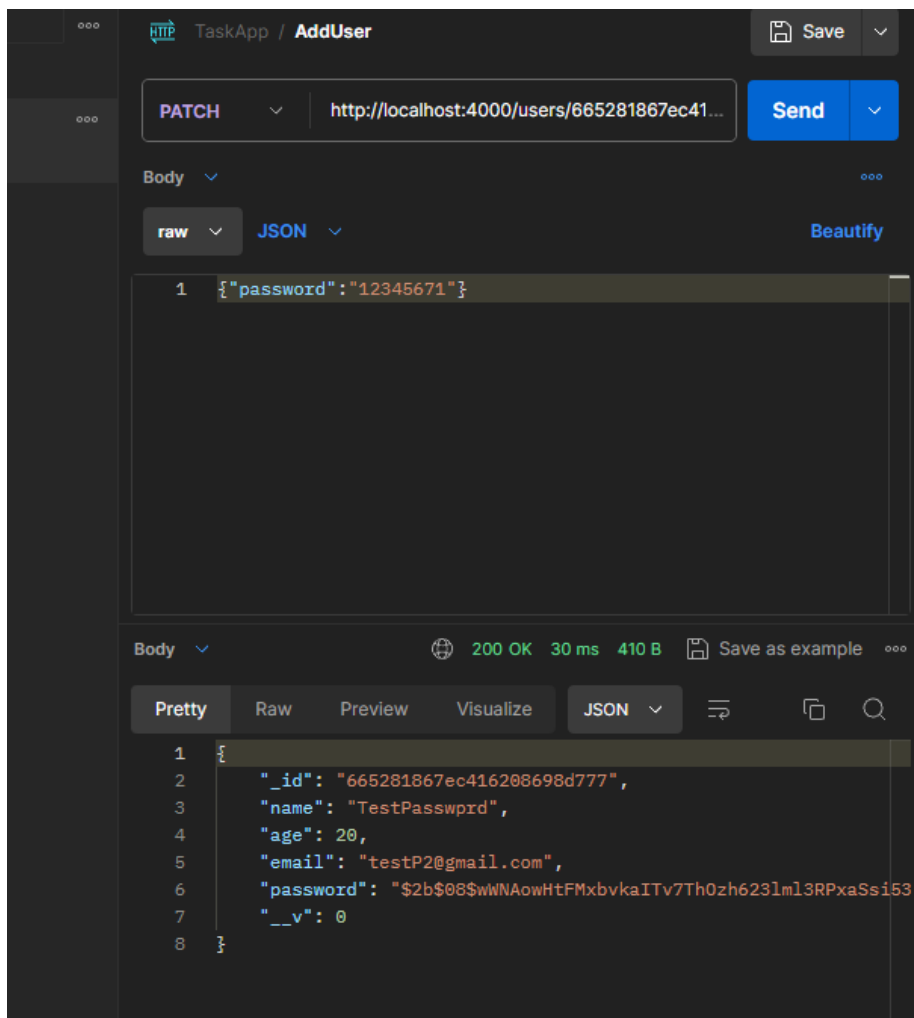 HTTP TaskApp / AddUser Save
PATCH http://localhost:4000/users/665281867ec41... Send
Body
raw JSON Beautify
1 {"password":"12345671"}
Body 200 OK 30 ms 410 B Save as example
Pretty Raw Preview Visualize JSON
1 {
2 "_id": "665281867ec416208698d777",
3 "name": "TestPasswprd",
4 "age": 20,
5 "email": "testP2@gmail.com",
6 "password": "$2b$08$wWNAowHtFMxbvkaITv7ThOzh623lml3RPxaSsi53
7 "__v": 0
8 }